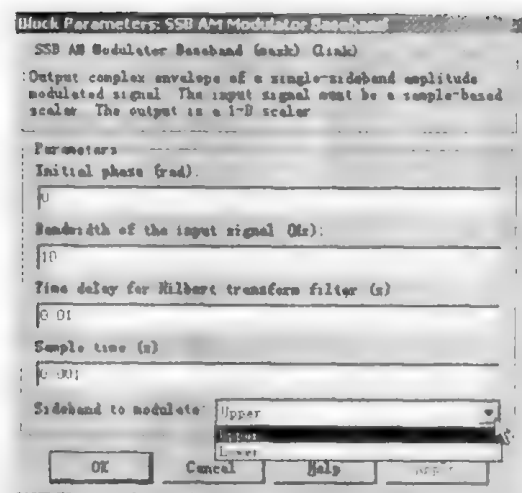 Block Parameters: SSB AM Modulator Baseband
SSB AM Modulator Baseband (mask) (link)
Output complex envelope of a single-sideband amplitude
modulated signal. The input signal must be a sample-based
scalar. The output is a 1-D scalar
Parameters
Initial phase (rad):
0
Bandwidth of the input signal (Hz):
10
Time delay for Hilbert transform filter (s)
0.01
Sample time (s)
0.001
Sideband to modulate: Upper
Upper
Lower
OK Cancel Help Apply